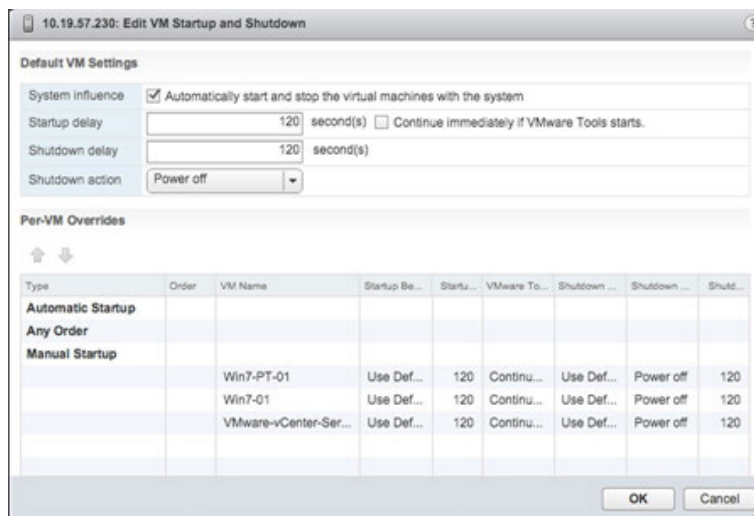 10.19.57.230: Edit VM Startup and Shutdown
?
Default VM Settings
System influence Automatically start and stop the virtual machines with the system
Startup delay 120 second(s) Continue immediately if VMware Tools starts.
Shutdown delay 120 second(s)
Shutdown action Power off
Per-VM Overrides
Type Order VM Name Startup Be... Startu... VMware To... Shutdown ... Shutdown ... Shutd...
Automatic Startup
Any Order
Manual Startup
Win7-PT-01 Use Def... 120 Continu... Use Def... Power off 120
Win7-01 Use Def... 120 Continu... Use Def... Power off 120
VMware-vCenter-Ser... Use Def... 120 Continu... Use Def... Power off 120
OK Cancel